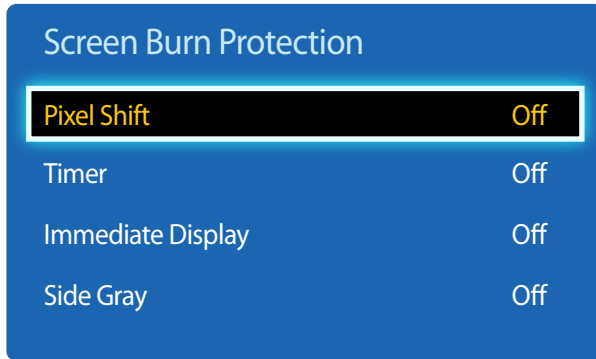 Screen Burn Protection
Pixel Shift Off
Timer Off
Immediate Display Off
Side Gray Off